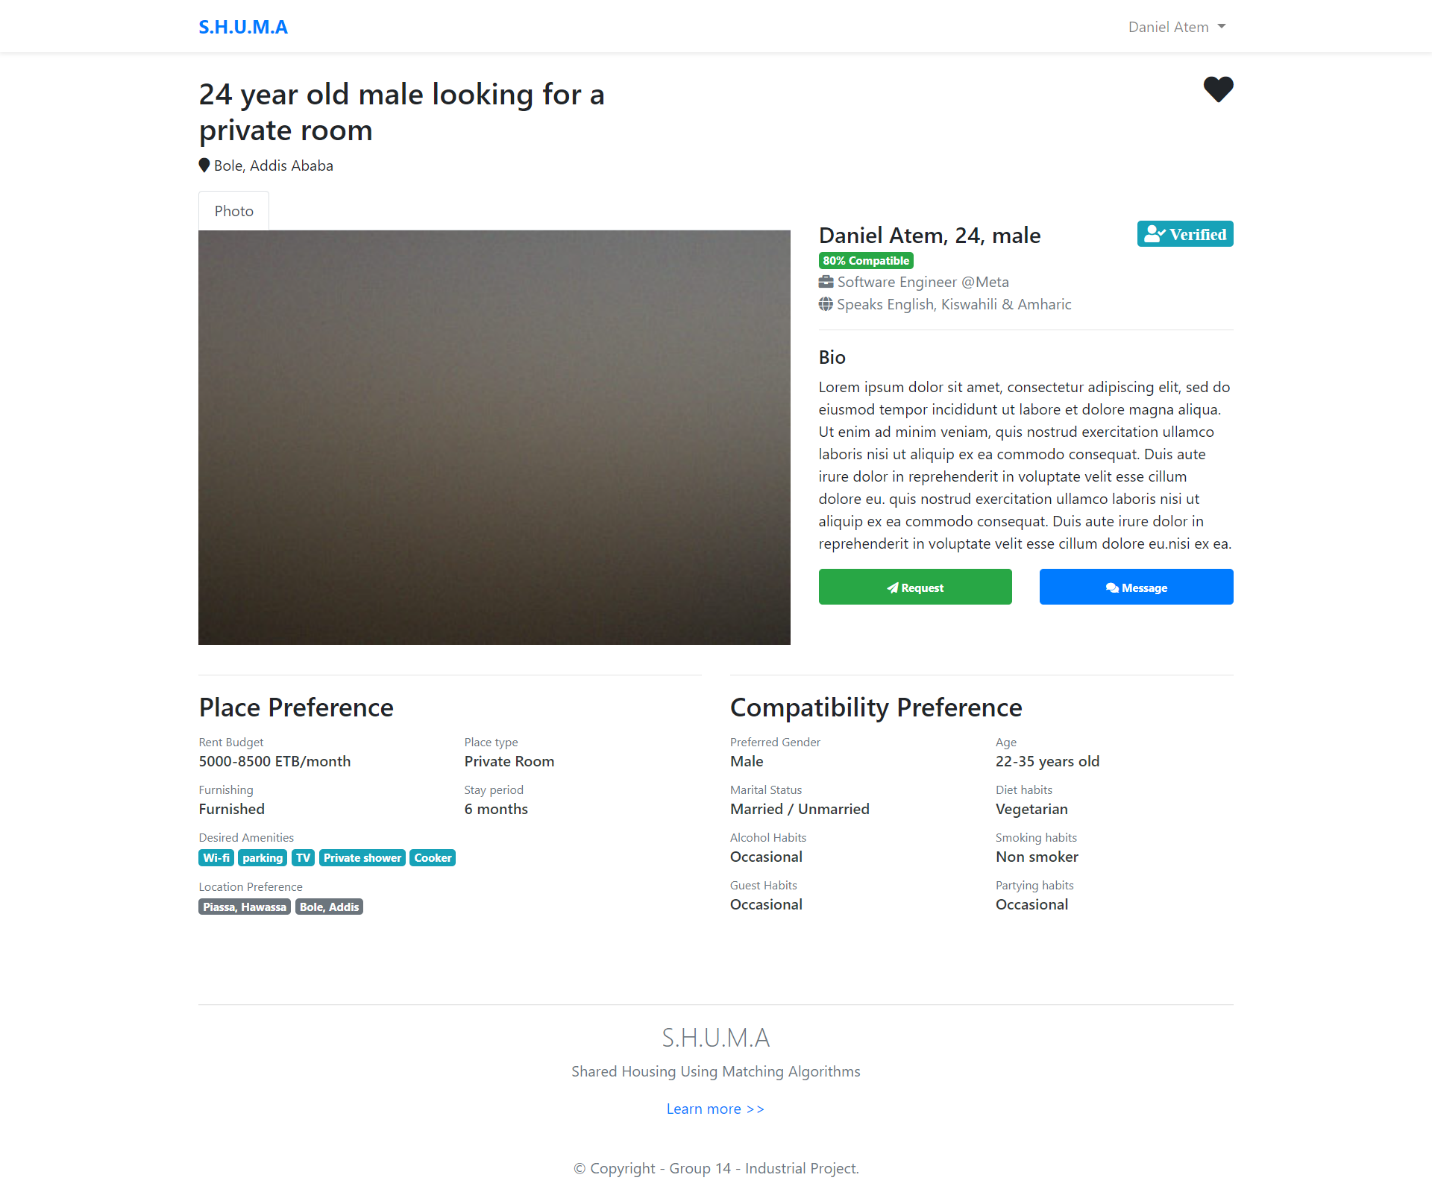 S.H.U.M.A
Daniel Atem
24 year old male looking for a
private room
Bole, Addis Ababa
Photo
Daniel Atem, 24, male
Verified
80% Compatible
Software Engineer @Meta
Speaks English, Kiswahili & Amharic
Bio
Lorem ipsum dolor sit amet, consectetur adipiscing elit, sed do
eiusmod tempor incididunt ut labore et dolore magna aliqua.
Ut enim ad minim veniam, quis nostrud exercitation ullamco
laboris nisi ut aliquip ex ea commodo consequat. Duis aute
irure dolor in reprehenderit in voluptate velit esse cillum
dolore eu. quis nostrud exercitation ullamco laboris nisi ut
aliquip ex ea commodo consequat. Duis aute irure dolor in
reprehenderit in voluptate velit esse cillum dolore eu.nisi ex ea.
Request
Message
Place Preference
Rent Budget
5000-8500 ETB/month
Place type
Private Room
Furnishing
Furnished
Stay period
6 months
Desired Amenities
Wi-fi parking TV Private shower Cooker
Location Preference
Piassa, Hawassa Bole, Addis
Compatibility Preference
Preferred Gender
Male
Age
22-35 years old
Marital Status
Married / Unmarried
Diet habits
Vegetarian
Alcohol Habits
Occasional
Smoking habits
Non smoker
Guest Habits
Occasional
Partying habits
Occasional
S.H.U.M.A
Shared Housing Using Matching Algorithms
Learn more >>
© Copyright - Group 14 - Industrial Project.